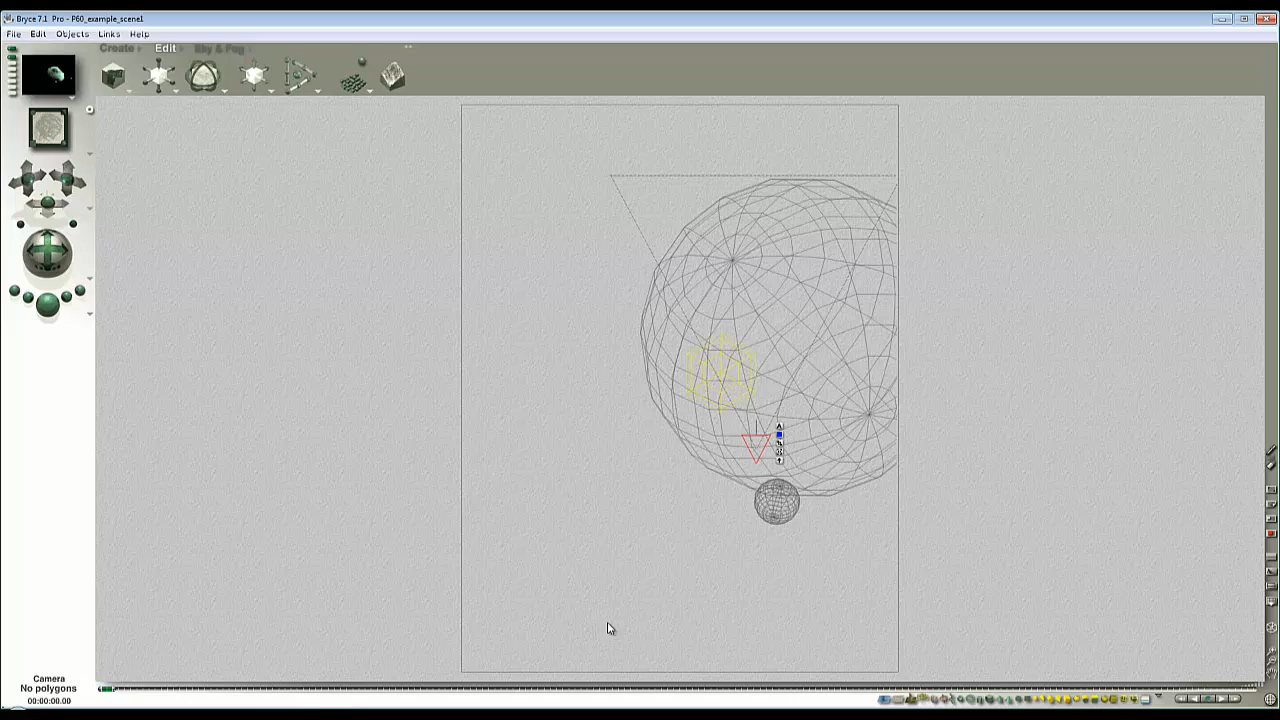 Bryce 7.1 Pro - P60_example_scene1
File Edit Objects Links Help
Create Edit Sky & Fog
A
Camera
No polygons
00:00:00.00